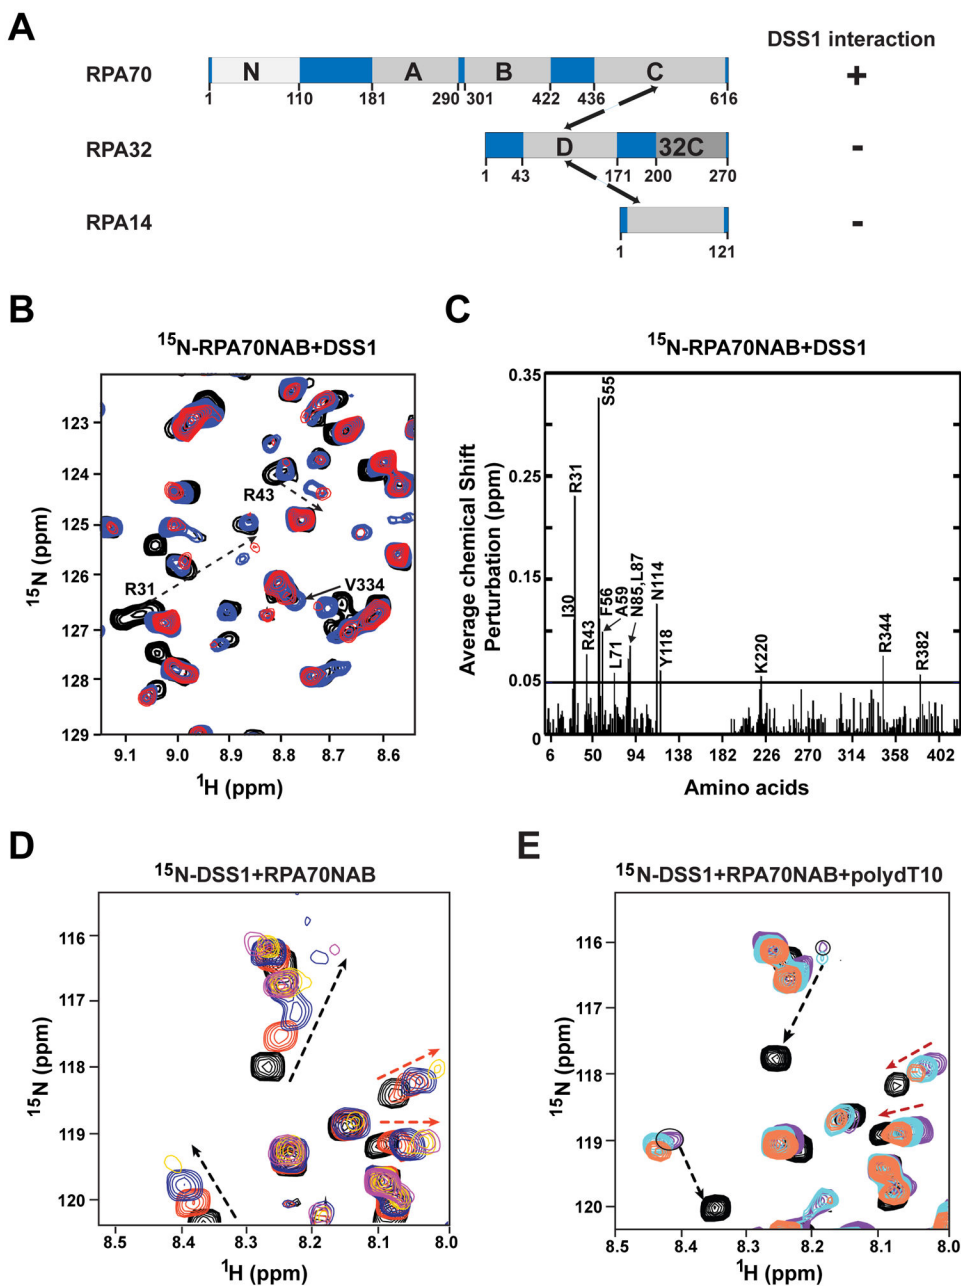 A
DSS1 interaction
RPA70
N
A
B
C
+
1
110
181
290
301
422
436
616
RPA32
D
32C
-
1
43
171
200
270
RPA14
-
1
121
B
15N-RPA70NAB+DSS1
123
124
125
126
127
128
129
15N (ppm)
R43
R31
V334
9.1
9.0
8.9
8.8
8.7
8.6
1H (ppm)
C
15N-RPA70NAB+DSS1
Average chemical Shift
Perturbation (ppm)
0.35
0.25
0.15
0.05
0
I30
R31
R43
S55
F56
A59
L71
N85,L87
N114
Y118
K220
R344
R382
6
50
94
138
182
226
270
314
358
402
Amino acids
D
15N-DSS1+RPA70NAB
116
117
118
119
120
15N (ppm)
8.5
8.4
8.3
8.2
8.1
8.0
1H (ppm)
E
15N-DSS1+RPA70NAB+polydT10
116
117
118
119
120
15N (ppm)
8.5
8.4
8.3
8.2
8.1
8.0
1H (ppm)